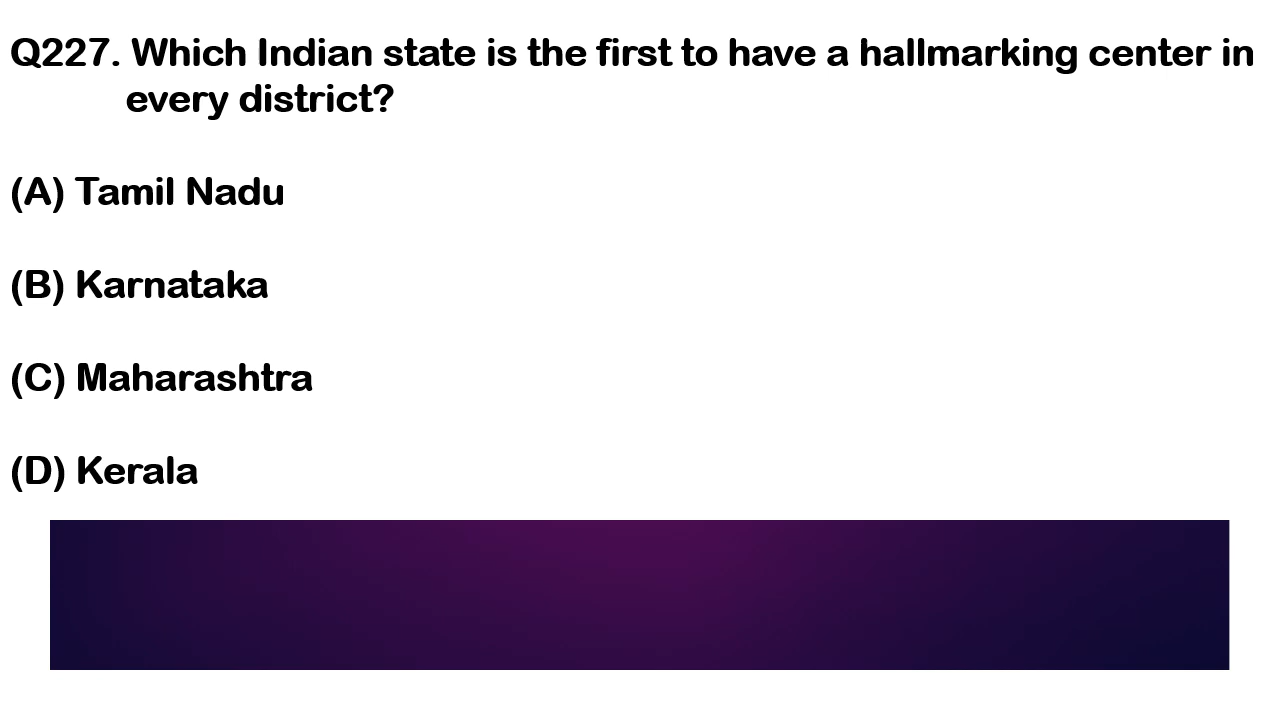 Q227. Which Indian state is the first to have a hallmarking center in
every district?
(A) Tamil Nadu
(B) Karnataka
(C) Maharashtra
(D) Kerala